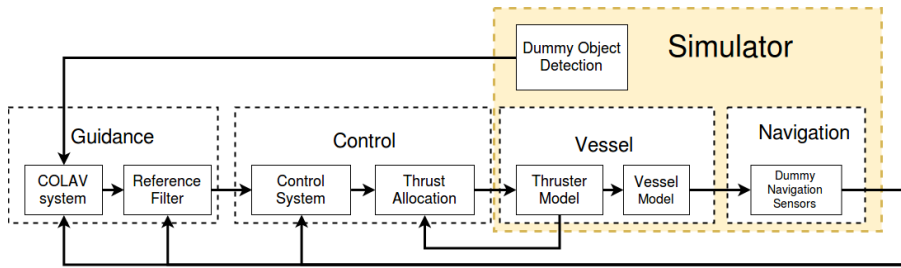 Simulator
Dummy Object
Detection
Guidance
COLAV
system
Reference
Filter
Control
Control
System
Thrust
Allocation
Vessel
Thruster
Model
Vessel
Model
Navigation
Dummy
Navigation
Sensors